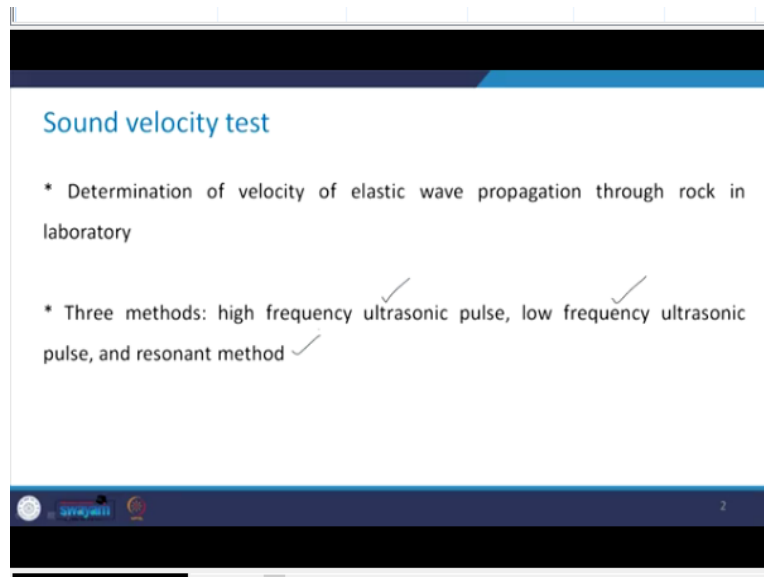 Sound velocity test
* Determination of velocity of elastic wave propagation through rock in
laboratory
* Three methods: high frequency ultrasonic pulse, low frequency ultrasonic
pulse, and resonant method
swayam
2